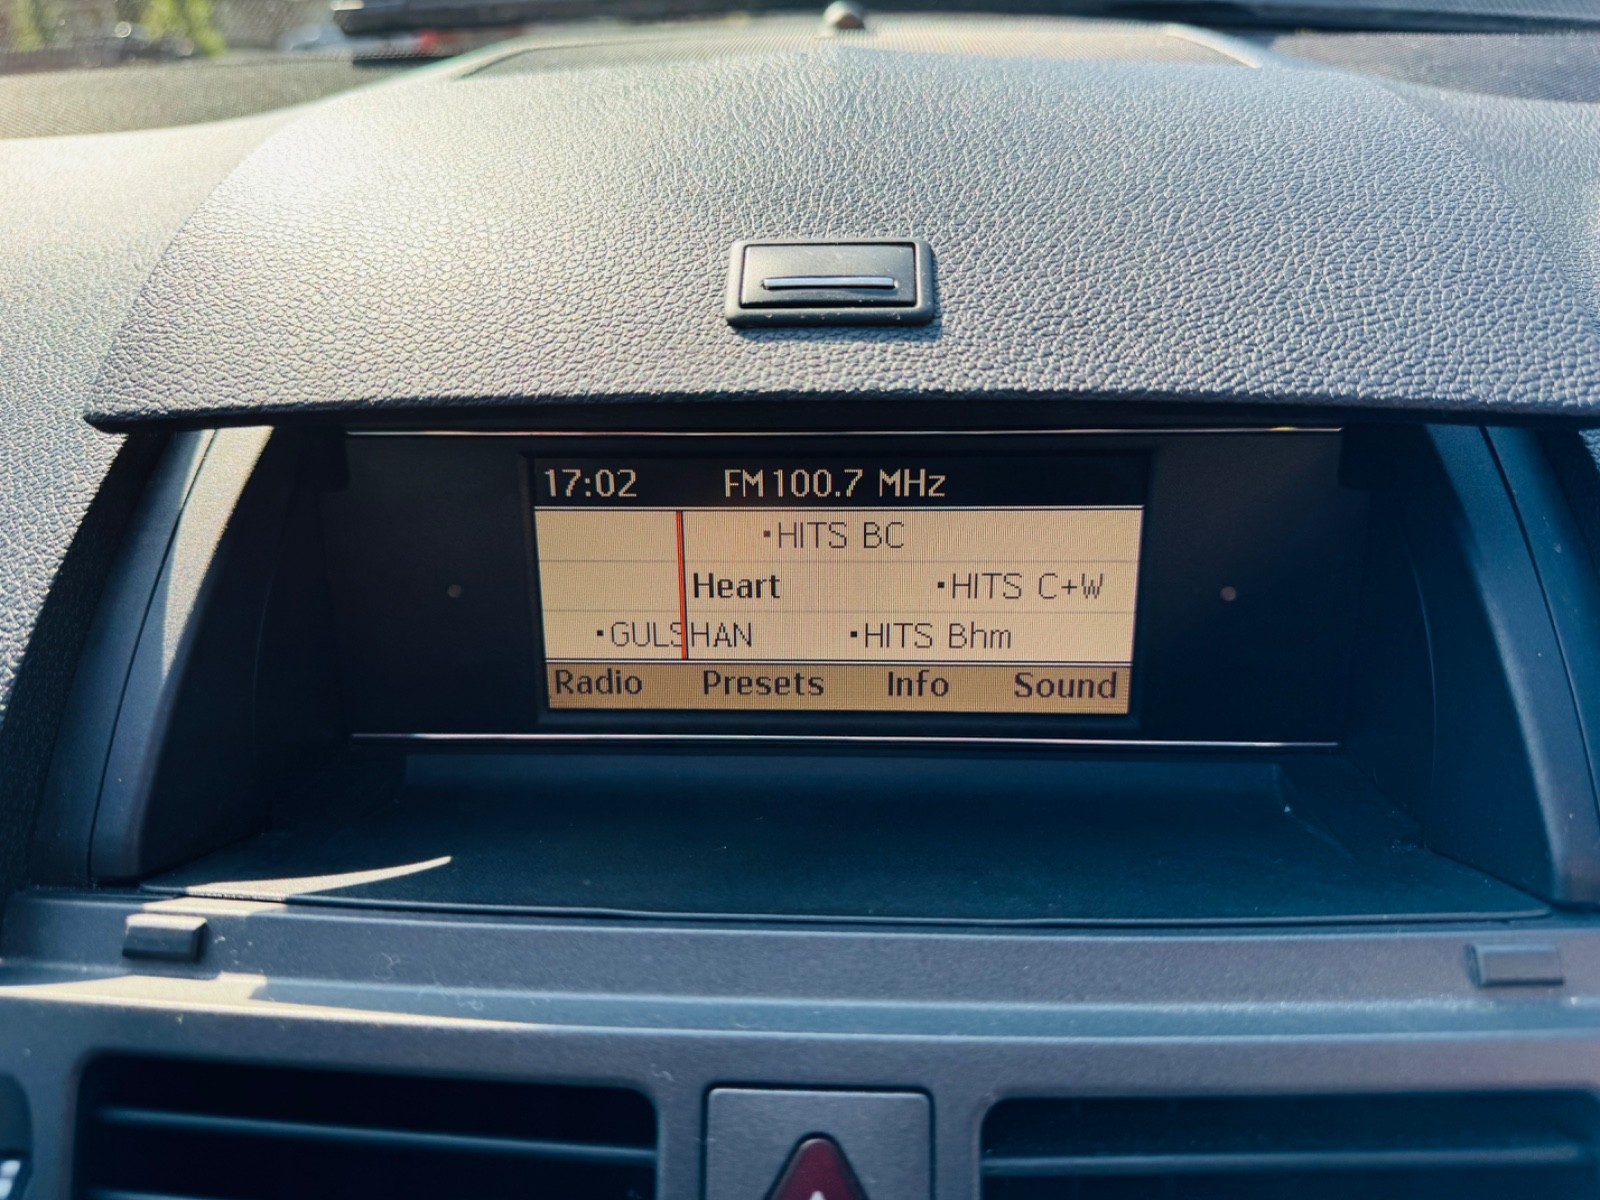 17:02 FM 100.7 MHz
▪HITS BC
Heart ▪HITS C+W
▪GULSHAN ▪HITS Bhm
Radio Presets Info Sound